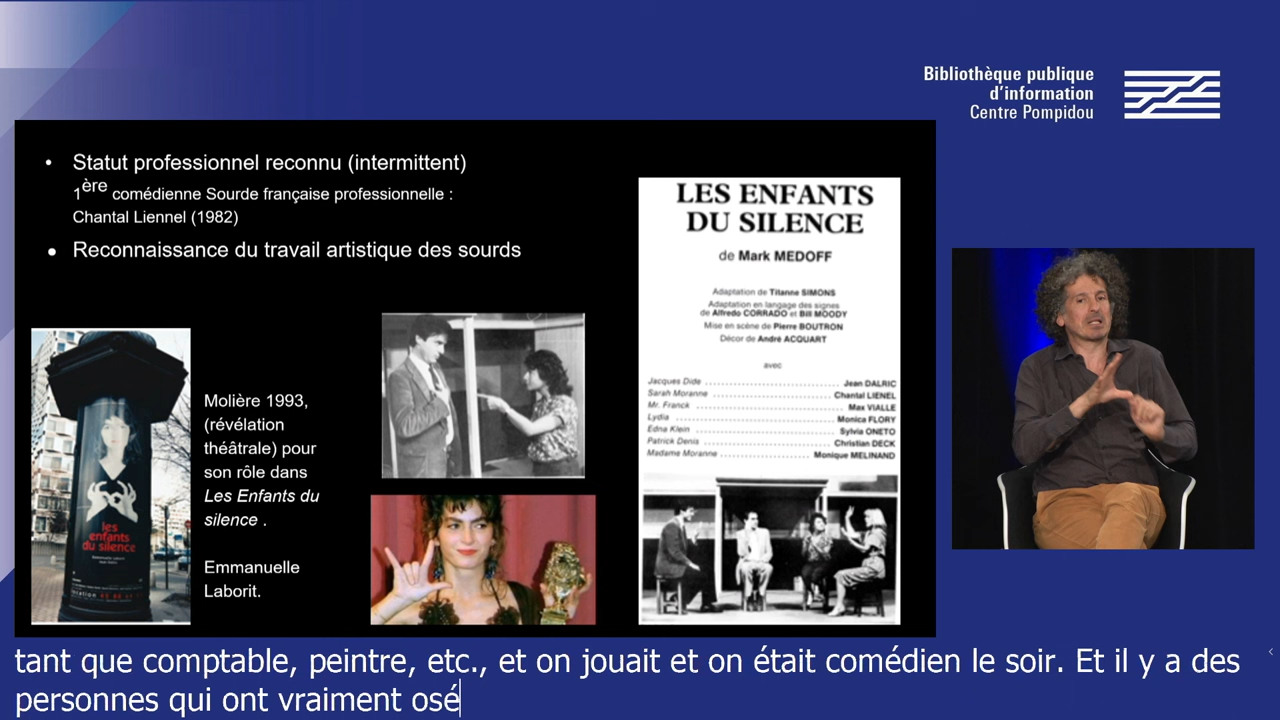 Bibliothèque publique
d'information
Centre Pompidou
• Statut professionnel reconnu (intermittent)
1ère comédienne Sourde française professionnelle :
Chantal Liennel (1982)
• Reconnaissance du travail artistique des sourds
les
enfants
du silence
Molière 1993,
(révélation
théâtrale) pour
son rôle dans
Les Enfants du
silence .
Emmanuelle
Laborit.
LES ENFANTS
DU SILENCE
de Mark MEDOFF
Adaptation de Titanne SIMONS
Adaptation en langage des signes
de Alfredo CORRADO et Bill MOODY
Mise en scène de Pierre BOUTRON
Décor de André ACQUART
avec
Jacques Dide ........ Jean DALRIC
Sarah Moranne ........ Chantal LIENEL
Mr. Franck ........ Max VIALLE
Lydia ........ Monica FLORY
Edna Klein ........ Sylvia ONETO
Patrick Denis ........ Christian DECK
Madame Moranne ........ Monique MELINAND
tant que comptable, peintre, etc., et on jouait et on était comédien le soir. Et il y a des
personnes qui ont vraiment osé